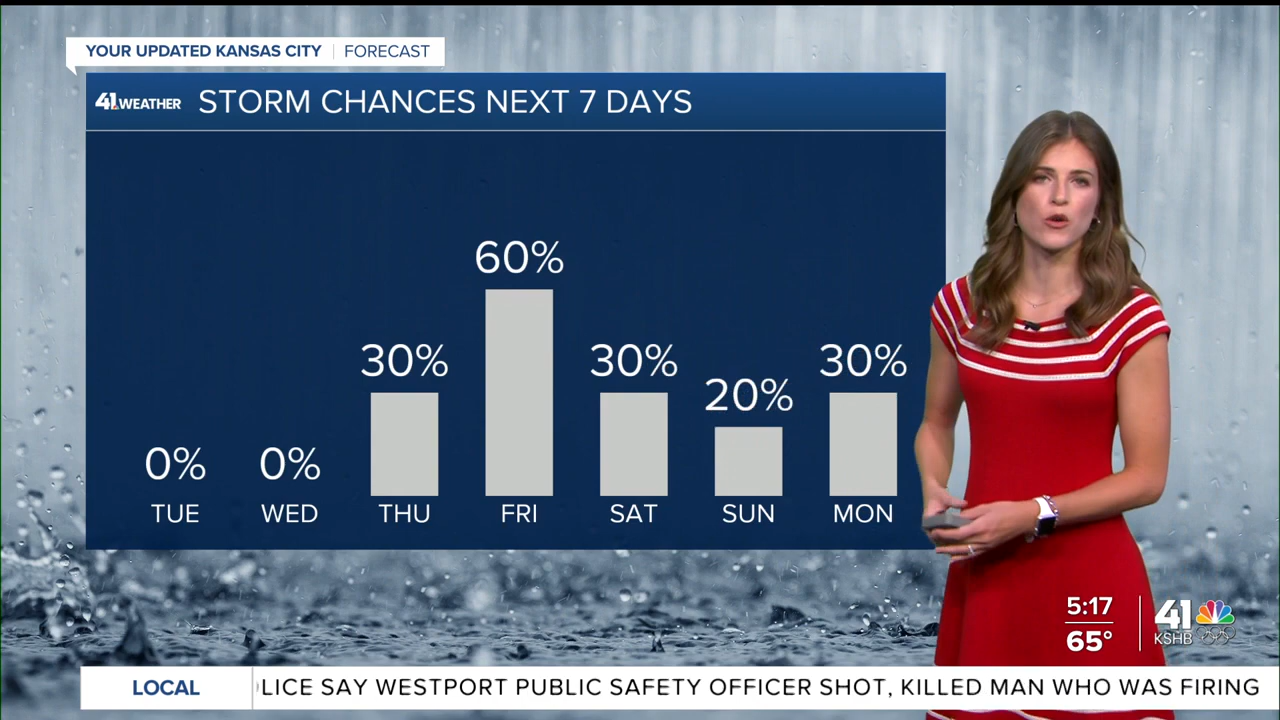 YOUR UPDATED KANSAS CITY | FORECAST
41 WEATHER STORM CHANCES NEXT 7 DAYS
0% 0% 30% 60% 30% 20% 30%
TUE WED THU FRI SAT SUN MON
5:17
65°
41
KSHB
LOCAL LICE SAY WESTPORT PUBLIC SAFETY OFFICER SHOT, KILLED MAN WHO WAS FIRING